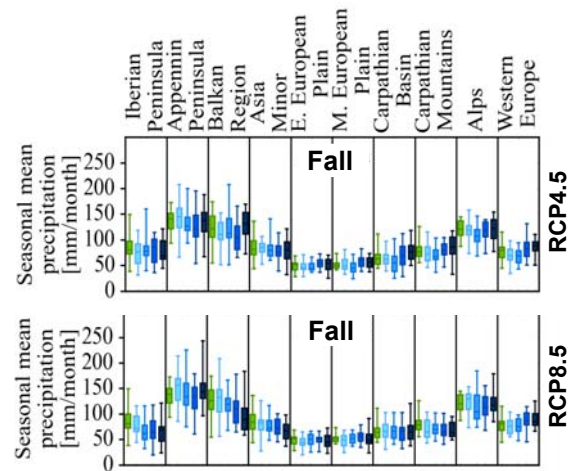 Iberian
Peninsula
Appennin
Peninsula
Balkan
Region
Asia
Minor
E. European
Plain
M. European
Plain
Carpathian
Basin
Carpathian
Mountains
Alps
Western
Europe
Seasonal mean
precipitation
[mm/month]
250
200
150
100
50
0
Fall
RCP4.5
Seasonal mean
precipitation
[mm/month]
250
200
150
100
50
0
Fall
RCP8.5